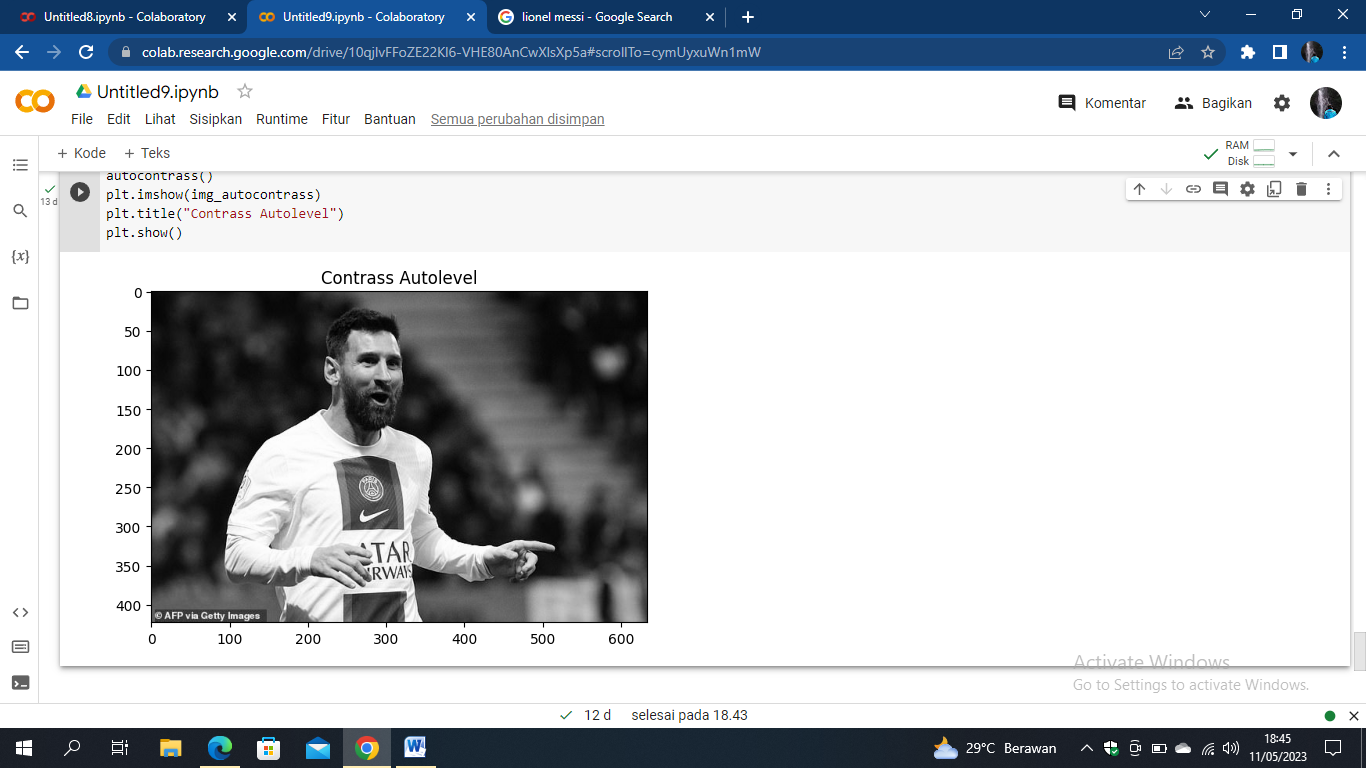 Untitled8.ipynb - Colaboratory
Untitled9.ipynb - Colaboratory
lionel messi - Google Search
colab.research.google.com/drive/10qjlvFFoZE22KI6-VHE80AnCwXlsXp5a#scrollTo=cymUyxuWn1mW
Untitled9.ipynb
Komentar
Bagikan
File Edit Lihat Sisipkan Runtime Fitur Bantuan Semua perubahan disimpan
+ Kode + Teks
RAM
Disk
13 d
autocontrass()
plt.imshow(img_autocontrass)
plt.title("Contrass Autolevel")
plt.show()
{x}
Contrass Autolevel
0
50
100
150
200
250
300
350
400
PARIS
ATAR
RWAYS
© AFP via Getty Images
0 100 200 300 400 500 600
Activate Windows
Go to Settings to activate Windows.
12 d selesai pada 18.43
29°C Berawan
18:45
11/05/2023